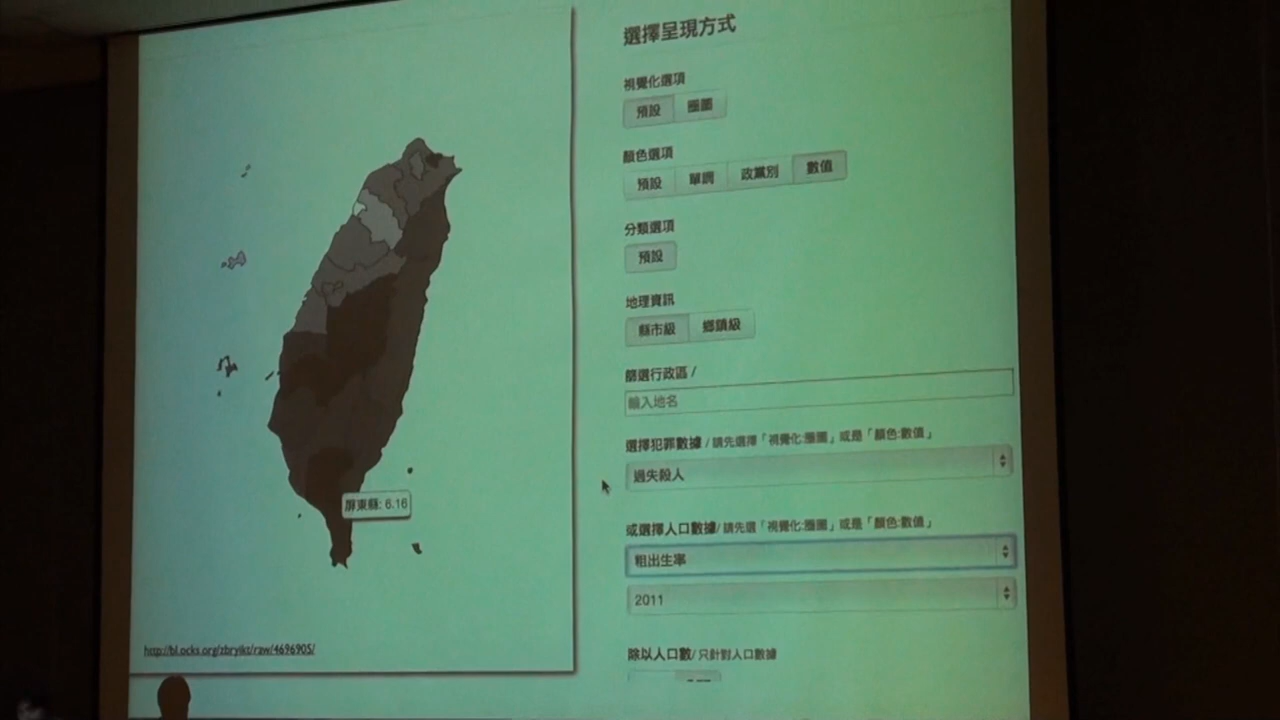 選擇呈現方式
視覺化選項
預設 圈圖
顏色選項
預設 單調 政黨別 數值
分類選項
預設
地理資訊
縣市級 鄉鎮級
篩選行政區 /
輸入地名
選擇犯罪數據 / 請先選擇「視覺化:圈圖」或是「顏色:數值」
過失殺人
或選擇人口數據/ 請先選「視覺化:圈圖」或是「顏色:數值」
粗出生率
2011
除以人口數/ 只針對人口數據
屏東縣: 6.16
http://bl.ocks.org/zbryikt/raw/4696905/